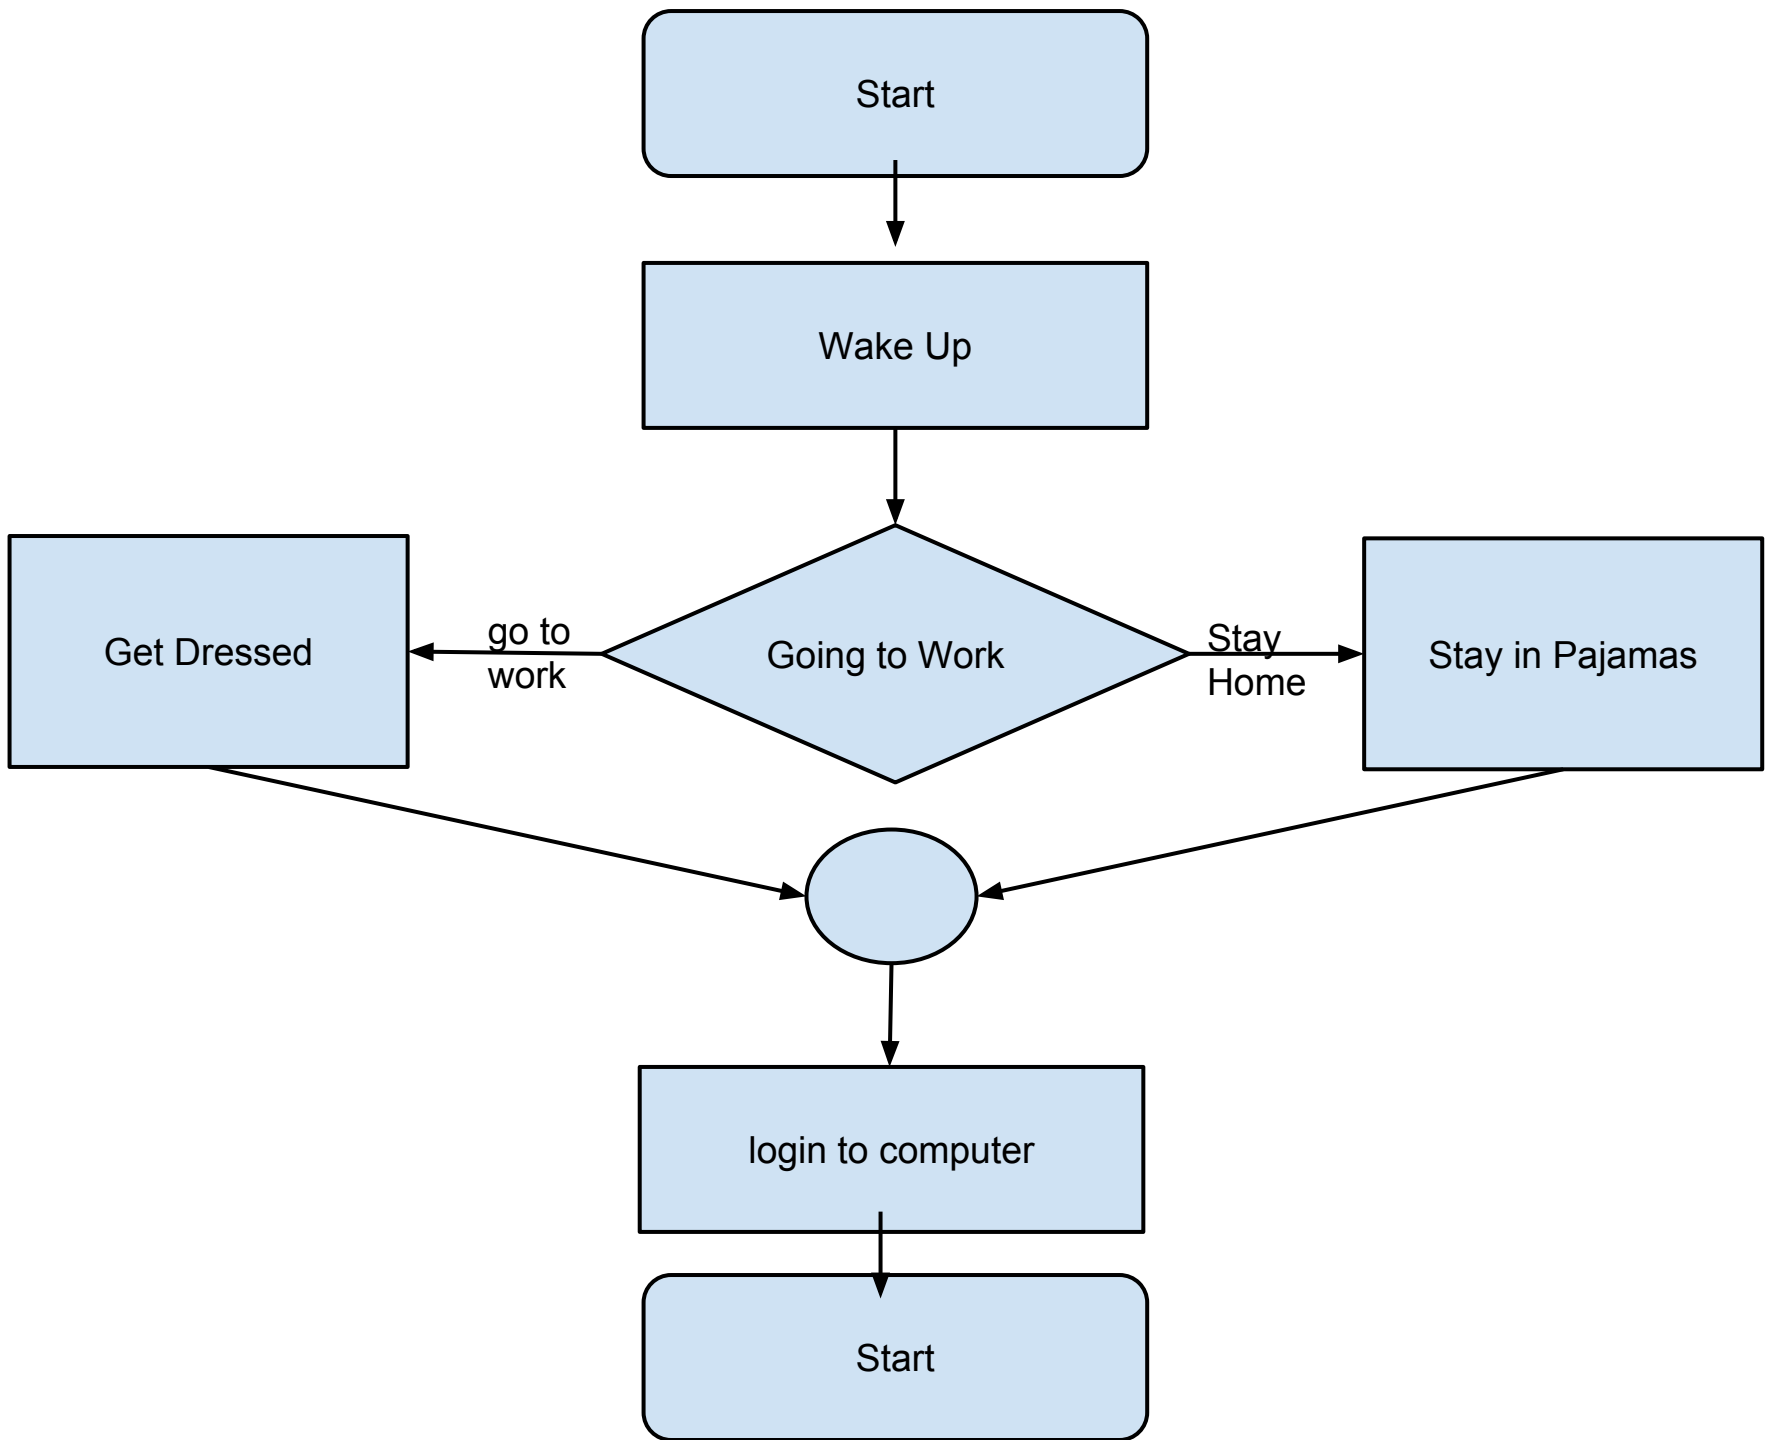 Start
Wake Up
Get Dressed
go to
work
Going to Work
Stay
Home
Stay in Pajamas
login to computer
Start